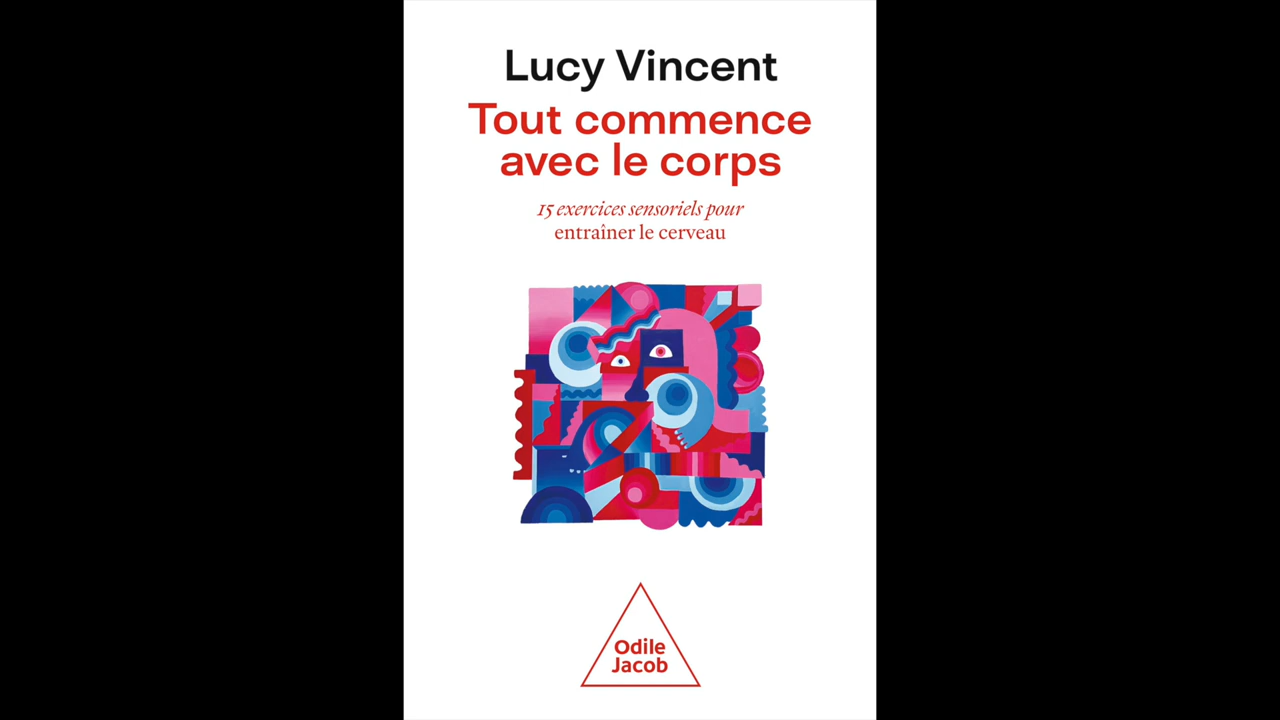 Lucy Vincent
Tout commence
avec le corps
15 exercices sensoriels pour
entraîner le cerveau
Odile
Jacob